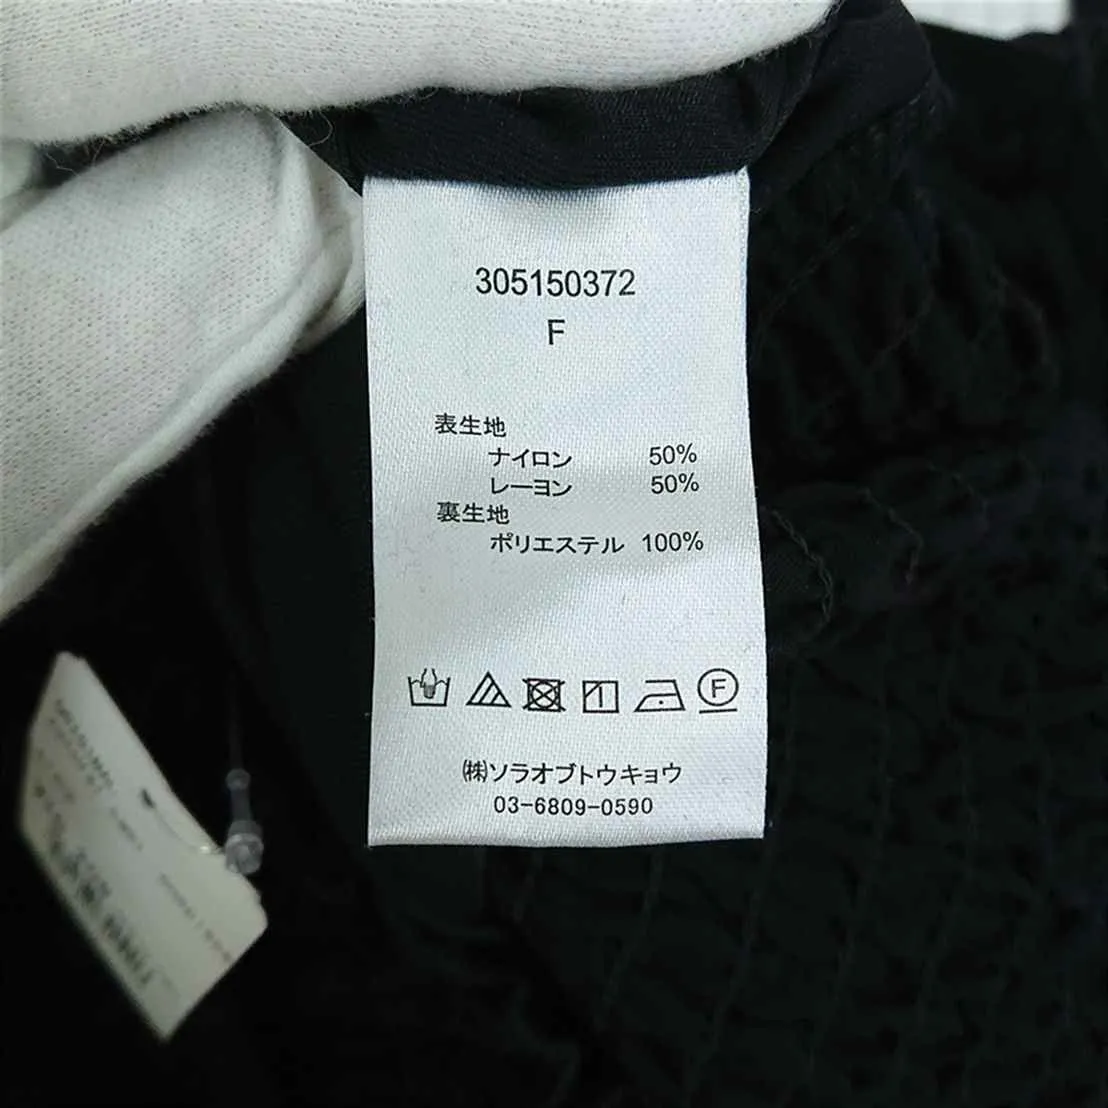 305150372
F
表生地
ナイロン 50%
レーヨン 50%
裏生地
ポリエステル 100%
F
㈱ソラオブトウキョウ
03-6809-0590